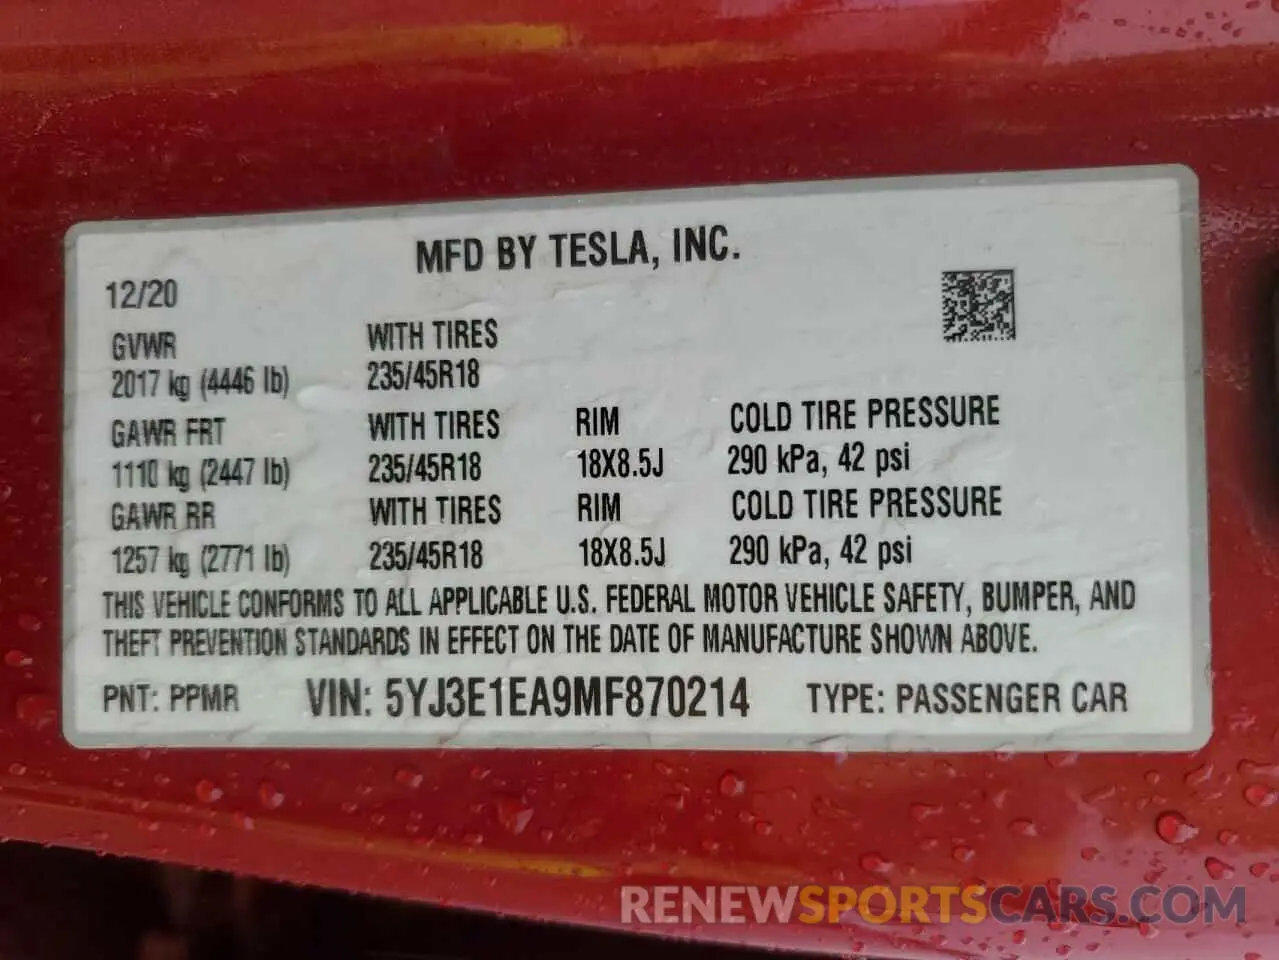 MFD BY TESLA, INC.
12/20
GVWR WITH TIRES
2017 kg (4446 lb) 235/45R18
GAWR FRT WITH TIRES RIM COLD TIRE PRESSURE
1110 kg (2447 lb) 235/45R18 18X8.5J 290 kPa, 42 psi
GAWR RR WITH TIRES RIM COLD TIRE PRESSURE
1257 kg (2771 lb) 235/45R18 18X8.5J 290 kPa, 42 psi
THIS VEHICLE CONFORMS TO ALL APPLICABLE U.S. FEDERAL MOTOR VEHICLE SAFETY, BUMPER, AND
THEFT PREVENTION STANDARDS IN EFFECT ON THE DATE OF MANUFACTURE SHOWN ABOVE.
PNT: PPMR VIN: 5YJ3E1EA9MF870214 TYPE: PASSENGER CAR
RENEWSPORTSCARS.COM